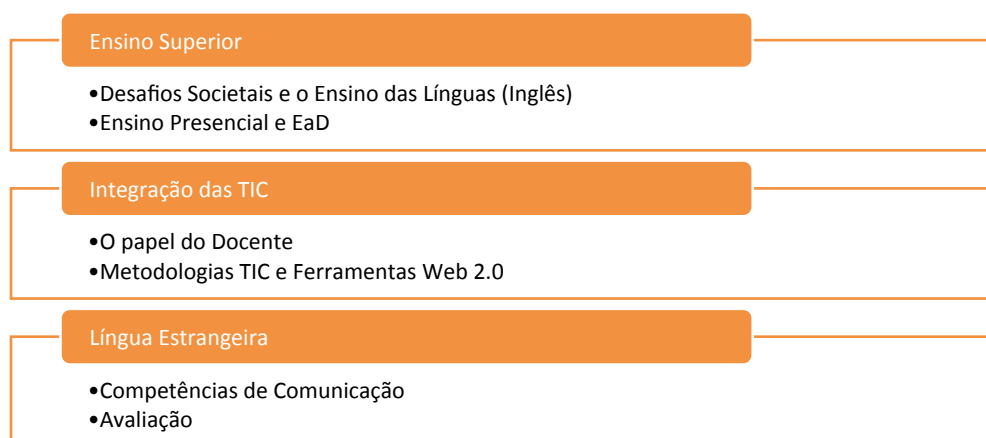 Ensino Superior
•Desafios Societais e o Ensino das Línguas (Inglês)
•Ensino Presencial e EaD
Integração das TIC
•O papel do Docente
•Metodologias TIC e Ferramentas Web 2.0
Língua Estrangeira
•Competências de Comunicação
•Avaliação